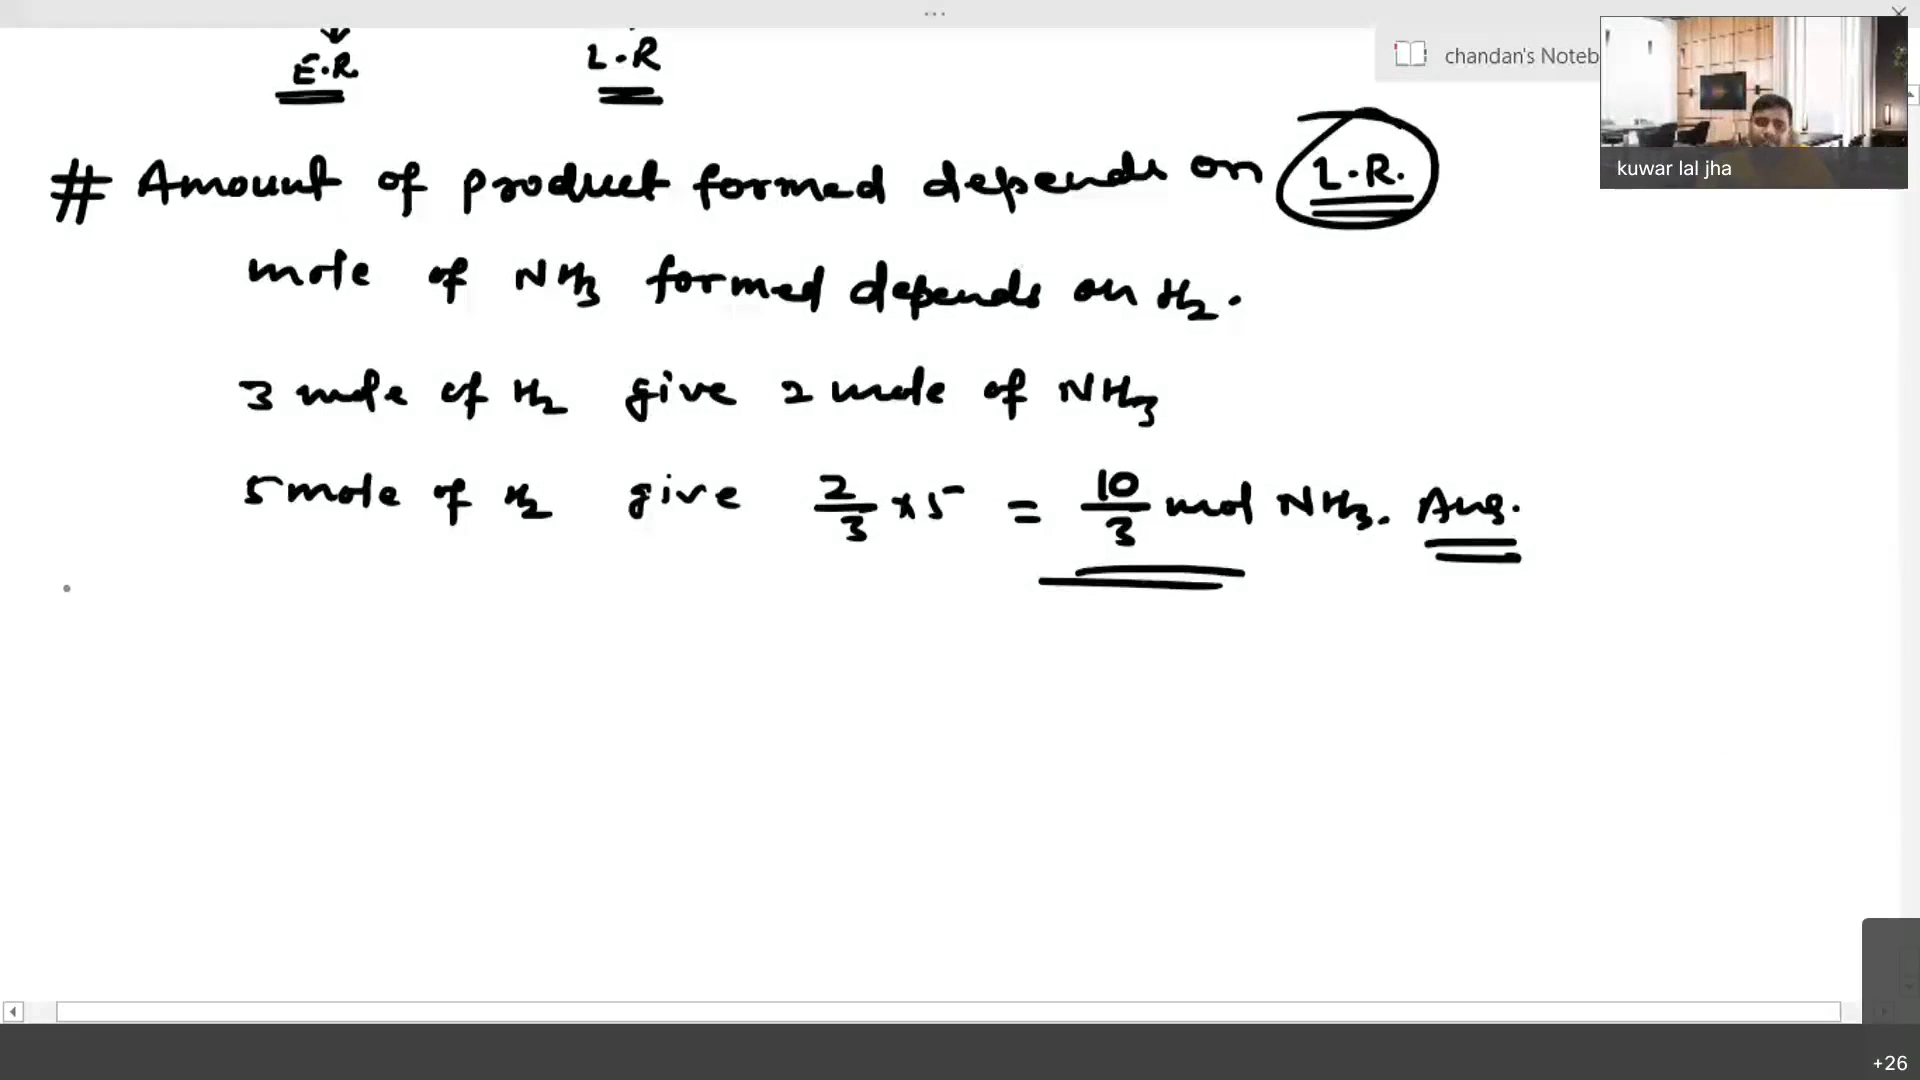 ...
E.R L.R
chandan's Noteb
kuwar lal jha
# Amount of product formed depends on L.R.
mole of NH3 formed depends on H2.
3 mole of H2 give 2 mole of NH3
5 mole of H2 give 2/3 x 5 = 10/3 mol NH3. Ans.
+26